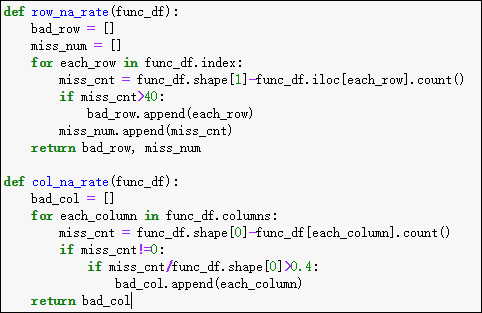 def row_na_rate(func_df):
    bad_row = []
    miss_num = []
    for each_row in func_df.index:
        miss_cnt = func_df.shape[1]-func_df.iloc[each_row].count()
        if miss_cnt>40:
            bad_row.append(each_row)
        miss_num.append(miss_cnt)
    return bad_row, miss_num

def col_na_rate(func_df):
    bad_col = []
    for each_column in func_df.columns:
        miss_cnt = func_df.shape[0]-func_df[each_column].count()
        if miss_cnt!=0:
            if miss_cnt/func_df.shape[0]>0.4:
                bad_col.append(each_column)
    return bad_col